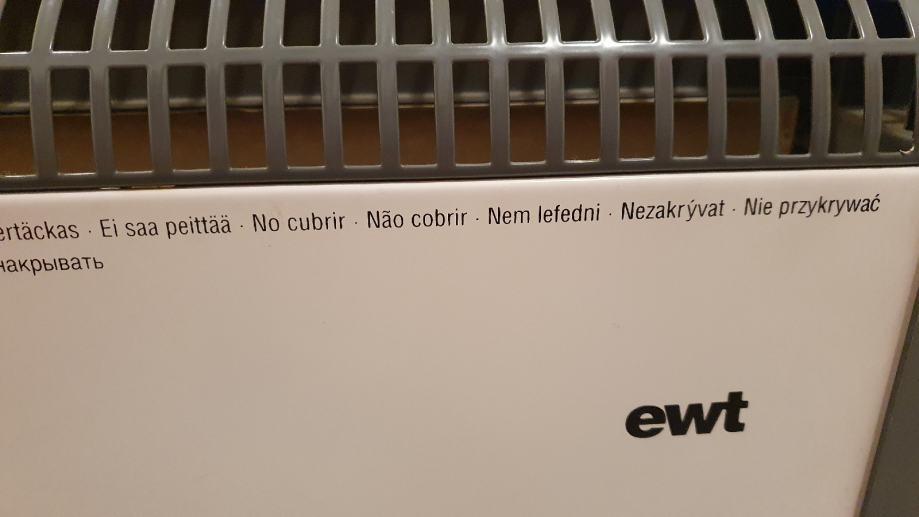 ertäckas · Ei saa peittää · No cubrir · Não cobrir · Nem lefedni · Nezakrývat · Nie przykrywać
накрывать
ewt